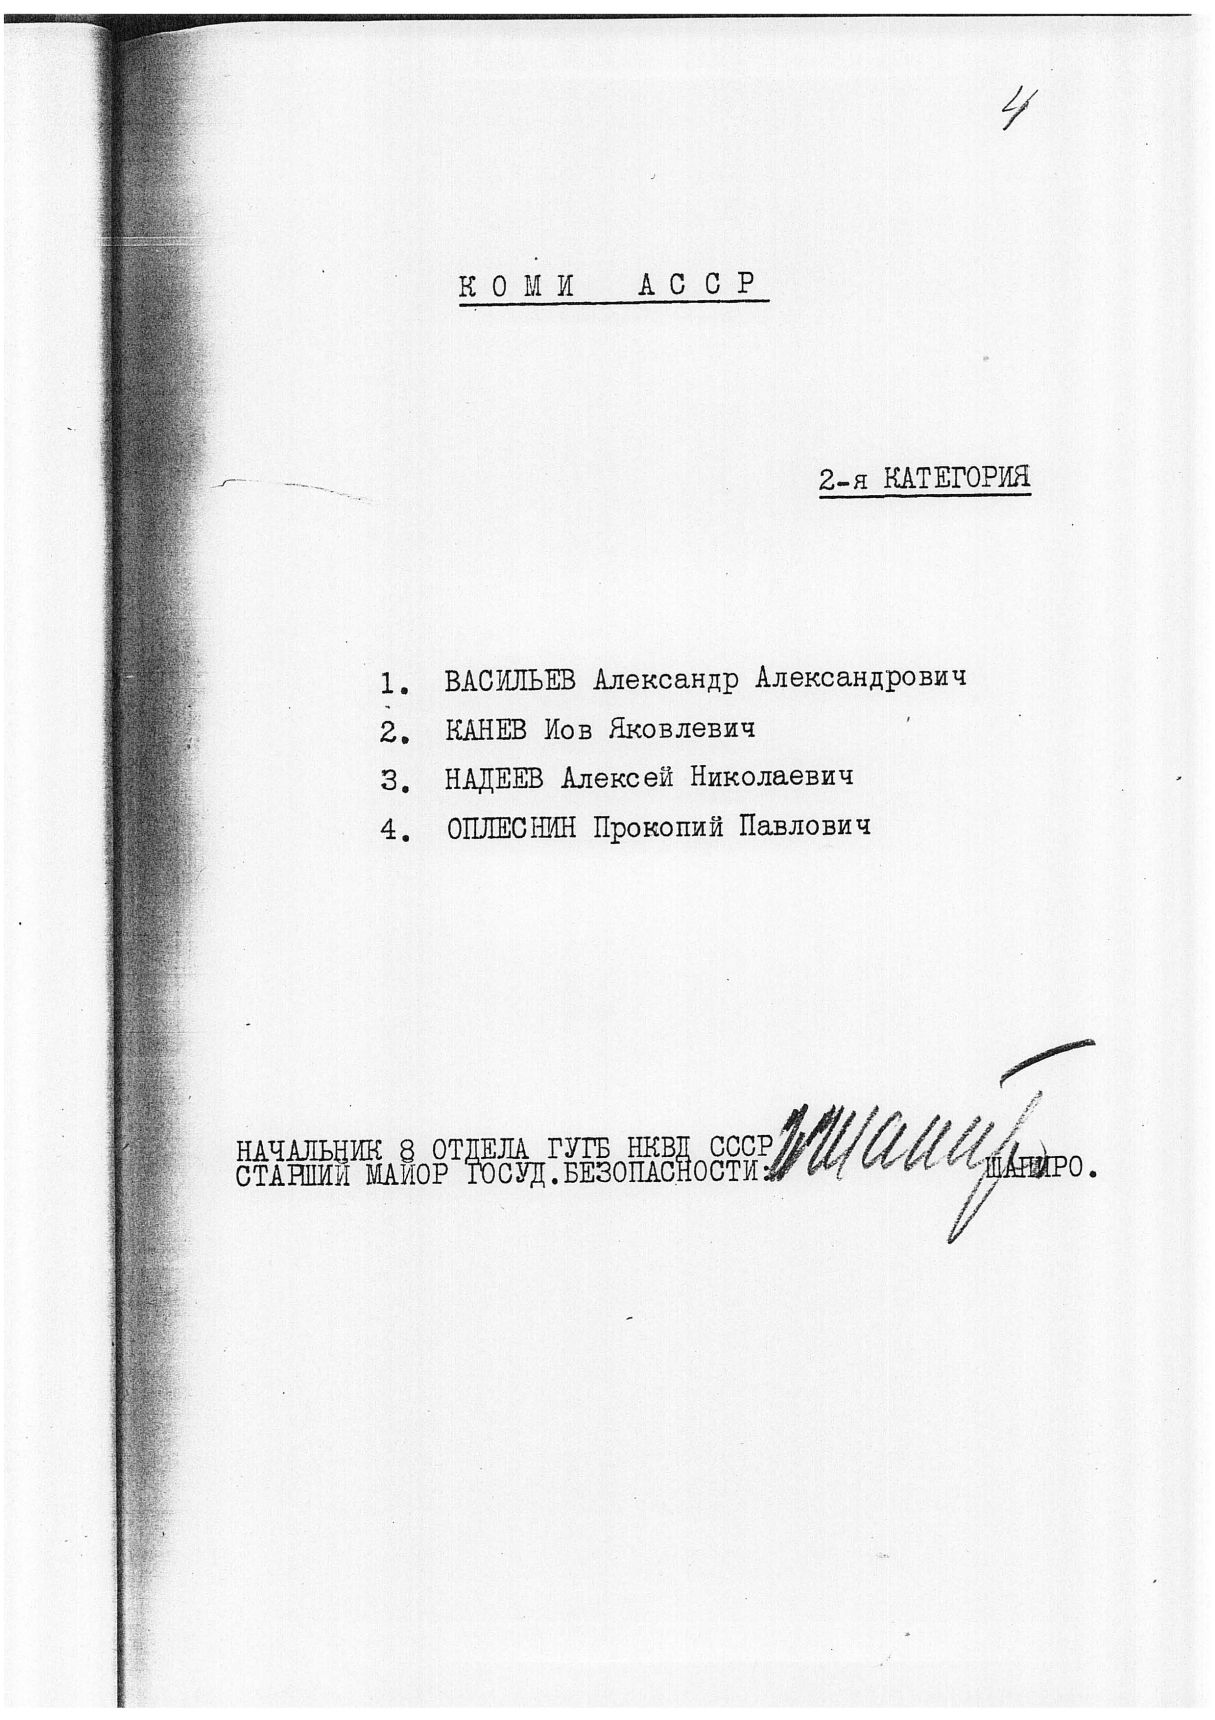 4
КОМИ АССР
2-я КАТЕГОРИЯ
1. ВАСИЛЬЕВ Александр Александрович
2. КАНЕВ Иов Яковлевич
3. НАДЕЕВ Алексей Николаевич
4. ОПЛЕСНИН Прокопий Павлович
НАЧАЛЬНИК 8 ОТДЕЛА ГУГБ НКВД СССР
СТАРШИЙ МАЙОР ГОСУД.БЕЗОПАСНОСТИ: ШАПИРО.